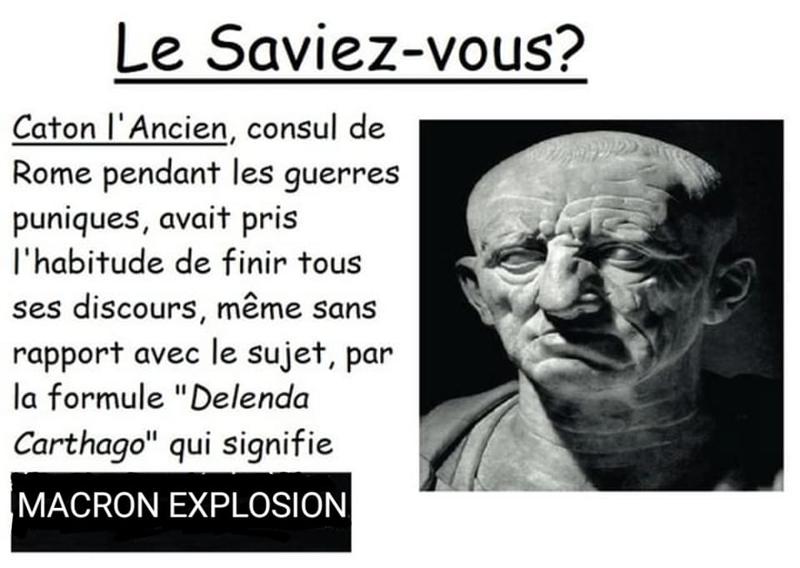 Le Saviez-vous?
Caton l'Ancien, consul de
Rome pendant les guerres
puniques, avait pris
l'habitude de finir tous
ses discours, même sans
rapport avec le sujet, par
la formule "Delenda
Carthago" qui signifie
MACRON EXPLOSION